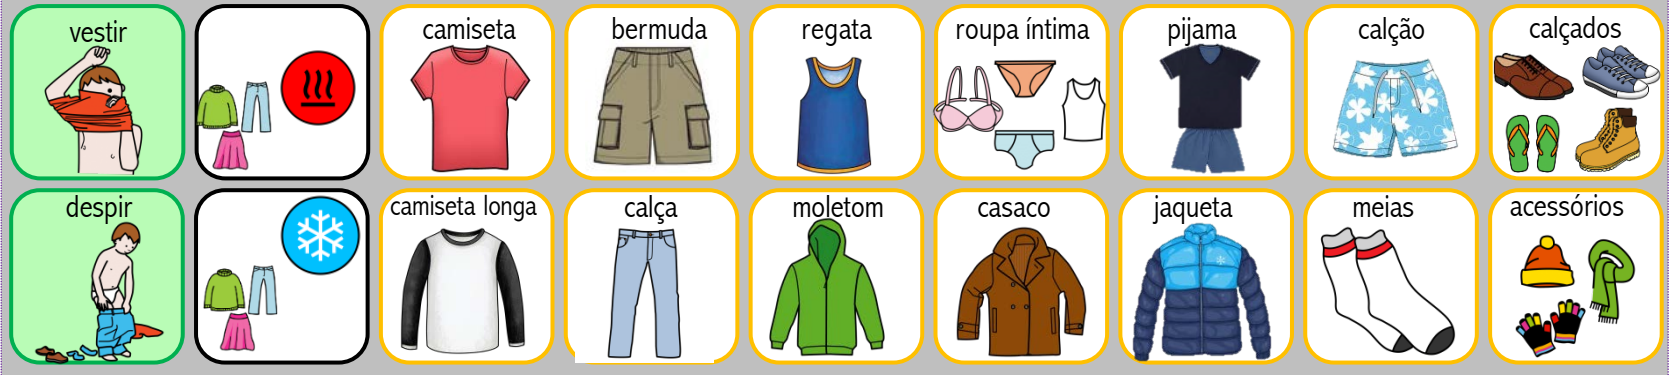 vestir
camiseta
bermuda
regata
roupa íntima
pijama
calção
calçados
despir
camiseta longa
calça
moletom
casaco
jaqueta
meias
acessórios